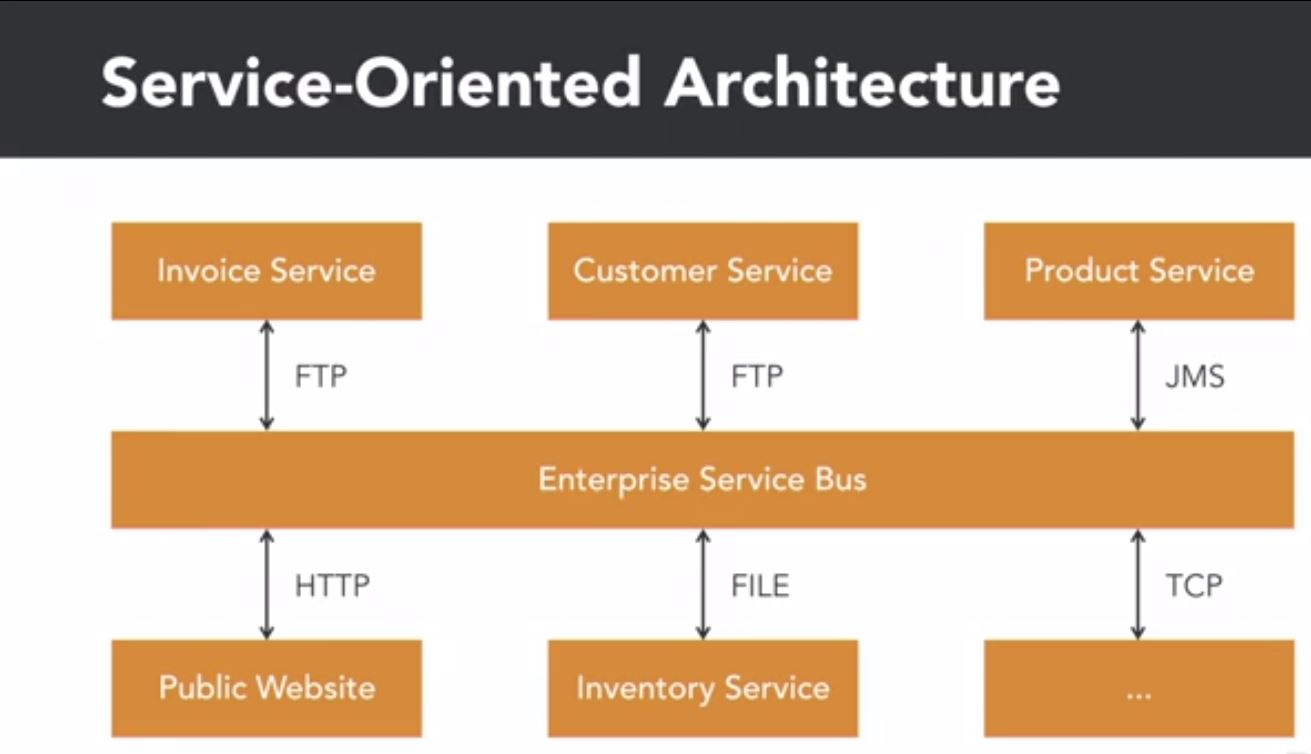 Service-Oriented Architecture
Invoice Service
Customer Service
Product Service
FTP
FTP
JMS
Enterprise Service Bus
HTTP
FILE
TCP
Public Website
Inventory Service
...